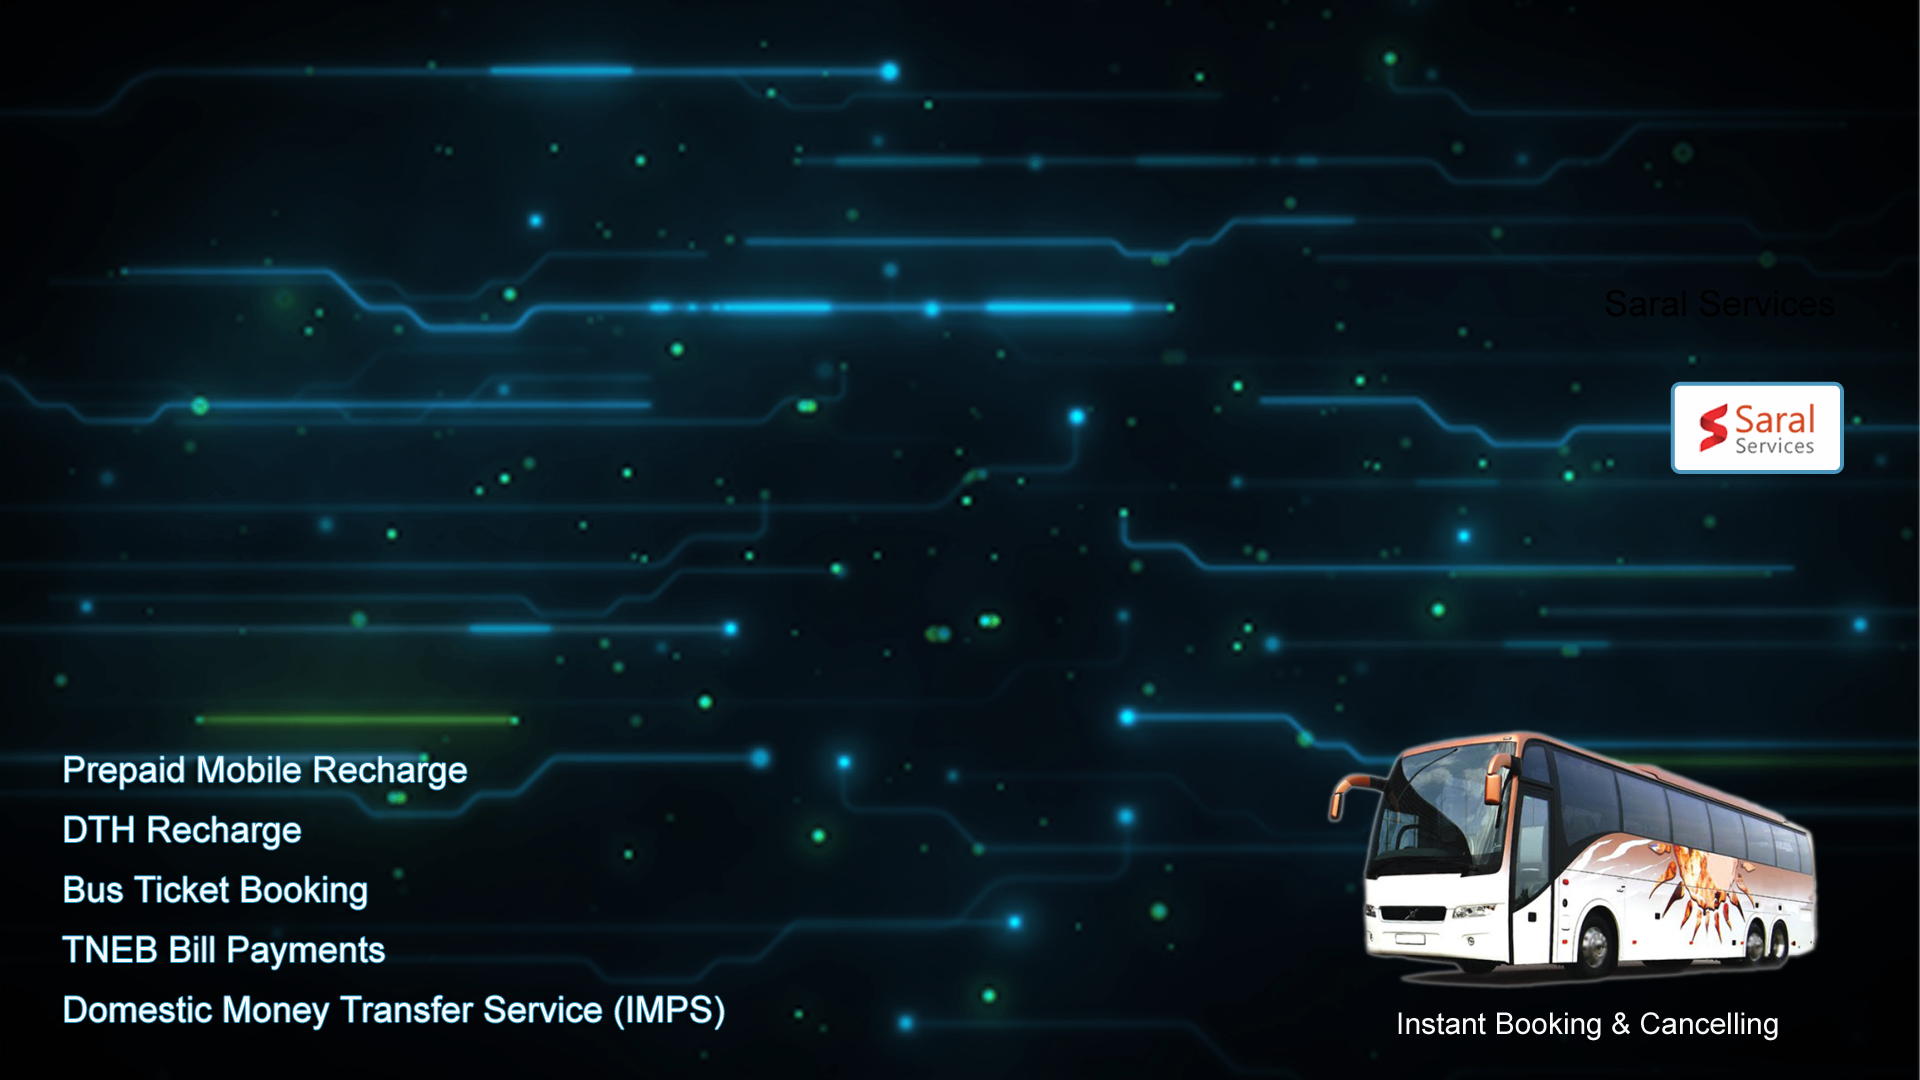 Saral Services
Saral
Services
Prepaid Mobile Recharge
DTH Recharge
Bus Ticket Booking
TNEB Bill Payments
Domestic Money Transfer Service (IMPS)
Instant Booking & Cancelling